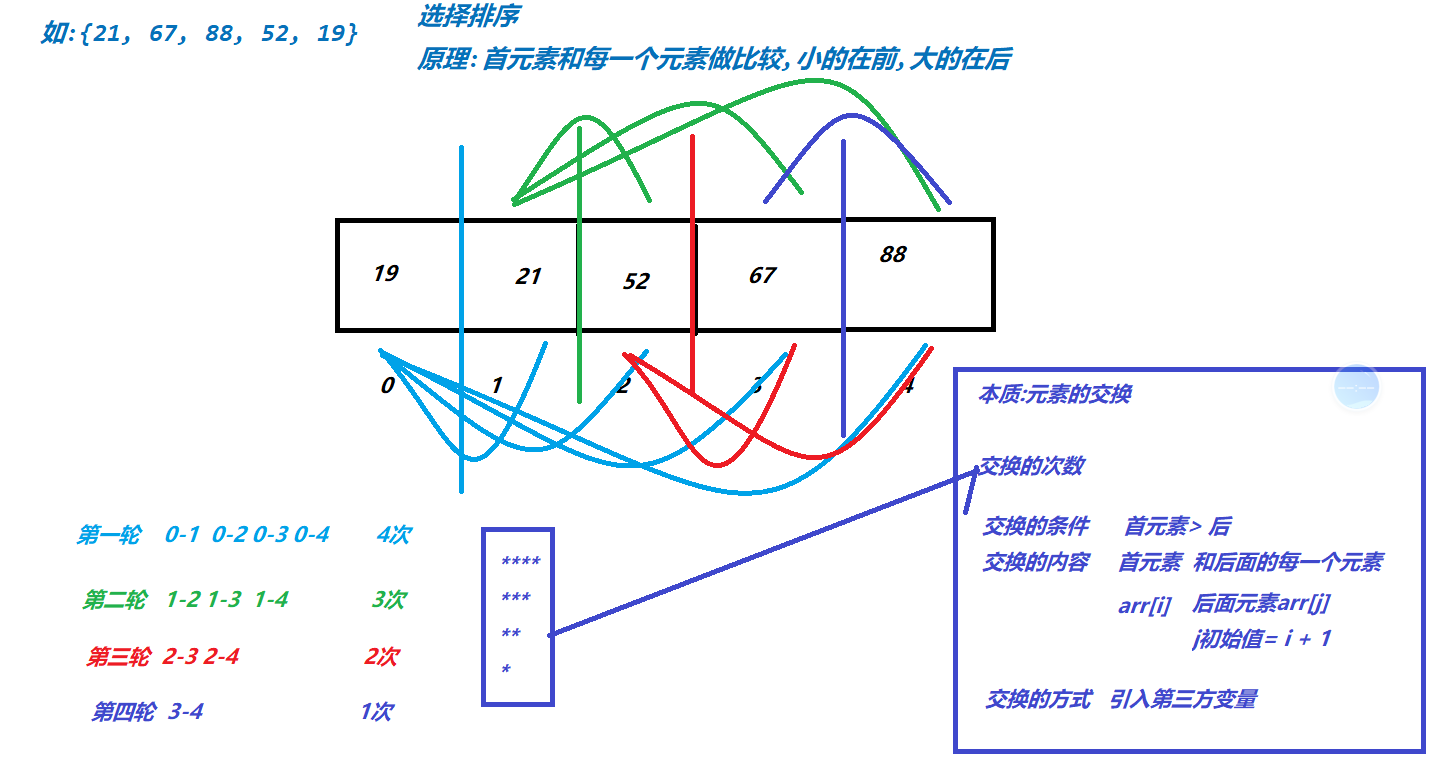 如:{21, 67, 88, 52, 19}
选择排序
原理:首元素和每一个元素做比较,小的在前,大的在后
19 21 52 67 88
0 1 2 3 4
本质:元素的交换
交换的次数
交换的条件 首元素> 后
交换的内容 首元素 和后面的每一个元素
arr[i] 后面元素arr[j]
j初始值= i + 1
交换的方式 引入第三方变量
第一轮 0-1 0-2 0-3 0-4 4次
第二轮 1-2 1-3 1-4 3次
第三轮 2-3 2-4 2次
第四轮 3-4 1次
****
***
**
*